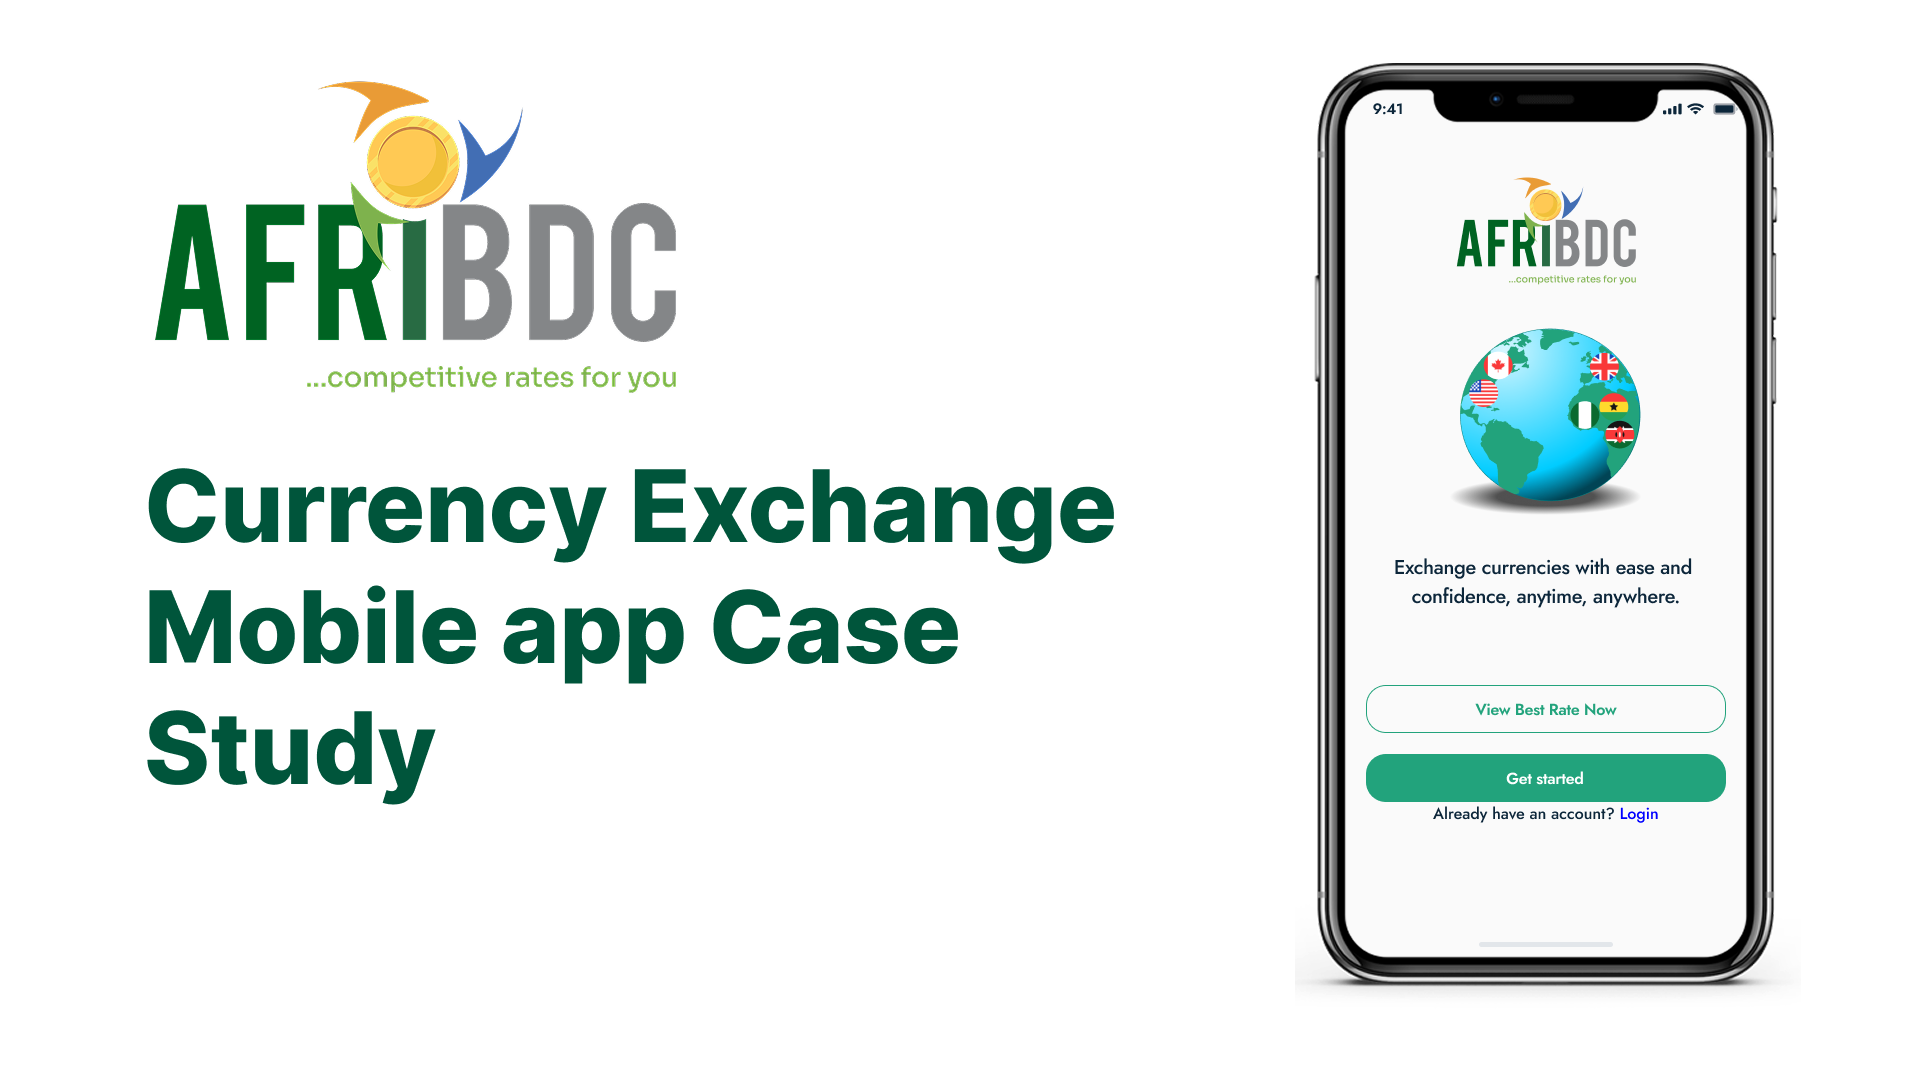 AFRIBDC
...competitive rates for you
Currency Exchange
Mobile app Case
Study
9:41
AFRIBDC
...competitive rates for you
Exchange currencies with ease and
confidence, anytime, anywhere.
View Best Rate Now
Get started
Already have an account? Login